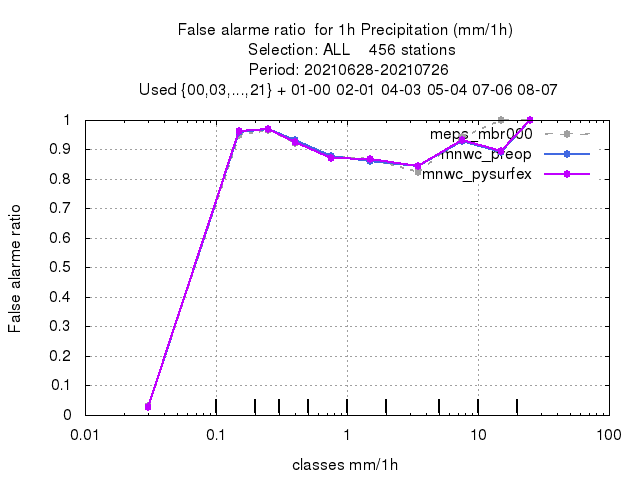 False alarme ratio  for 1h Precipitation (mm/1h)
Selection: ALL    456 stations
Period: 20210628-20210726
Used {00,03,...,21} + 01-00 02-01 04-03 05-04 07-06 08-07
meps_mbr000
mnwc_preop
mnwc_pysurfex
False alarme ratio
1
0.9
0.8
0.7
0.6
0.5
0.4
0.3
0.2
0.1
0
0.01 0.1 1 10 100
classes mm/1h